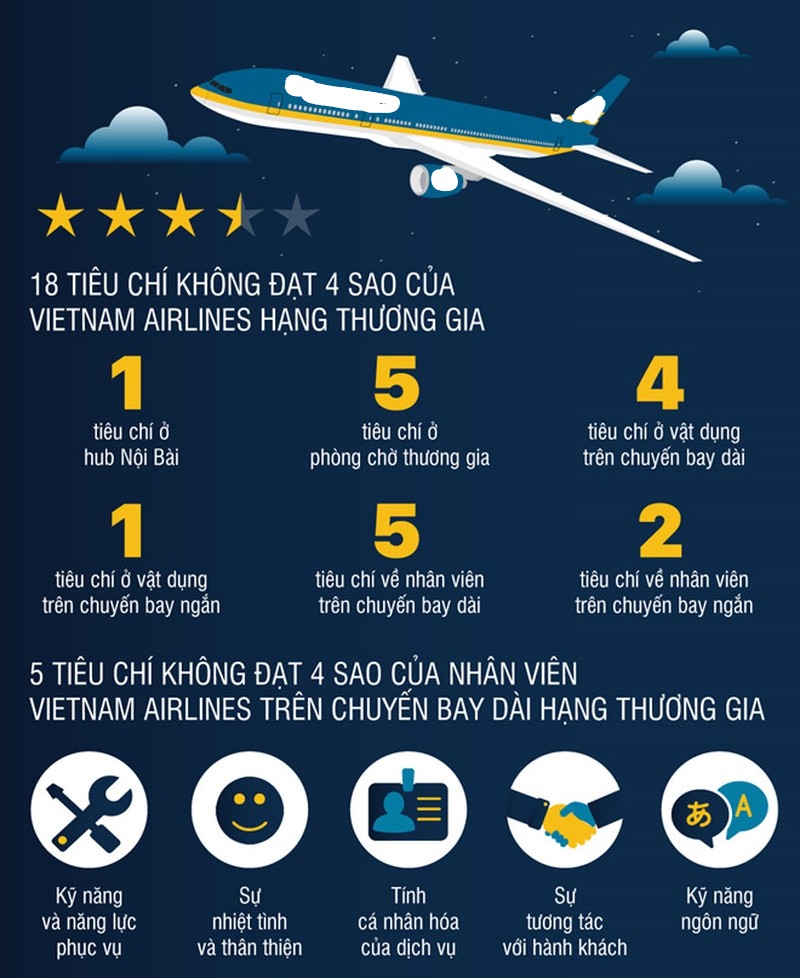 18 TIÊU CHÍ KHÔNG ĐẠT 4 SAO CỦA
VIETNAM AIRLINES HẠNG THƯƠNG GIA
1
tiêu chí ở
hub Nội Bài
5
tiêu chí ở
phòng chờ thương gia
4
tiêu chí ở vật dụng
trên chuyến bay dài
1
tiêu chí ở vật dụng
trên chuyến bay ngắn
5
tiêu chí về nhân viên
trên chuyến bay dài
2
tiêu chí về nhân viên
trên chuyến bay ngắn
5 TIÊU CHÍ KHÔNG ĐẠT 4 SAO CỦA NHÂN VIÊN
VIETNAM AIRLINES TRÊN CHUYẾN BAY DÀI HẠNG THƯƠNG GIA
あ A
Kỹ năng
và năng lực
phục vụ
Sự
nhiệt tình
và thân thiện
Tính
cá nhân hóa
của dịch vụ
Sự
tương tác
với hành khách
Kỹ năng
ngôn ngữ